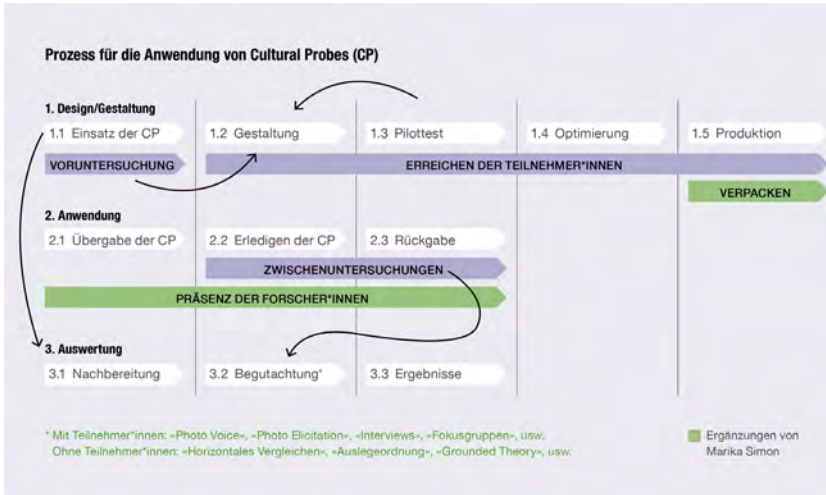 Prozess für die Anwendung von Cultural Probes (CP)
1. Design/Gestaltung
1.1 Einsatz der CP
1.2 Gestaltung
1.3 Pilottest
1.4 Optimierung
1.5 Produktion
VORUNTERSUCHUNG
ERREICHEN DER TEILNEHMER*INNEN
VERPACKEN
2. Anwendung
2.1 Übergabe der CP
2.2 Erledigen der CP
2.3 Rückgabe
ZWISCHENUNTERSUCHUNGEN
PRÄSENZ DER FORSCHER*INNEN
3. Auswertung
3.1 Nachbereitung
3.2 Begutachtung*
3.3 Ergebnisse
* Mit Teilnehmer*innen: «Photo Voice», «Photo Elicitation», «Interviews», «Fokusgruppen», usw.
Ohne Teilnehmer*innen: «Horizontales Vergleichen», «Auslegeordnung», «Grounded Theory», usw.
Ergänzungen von
Marika Simon